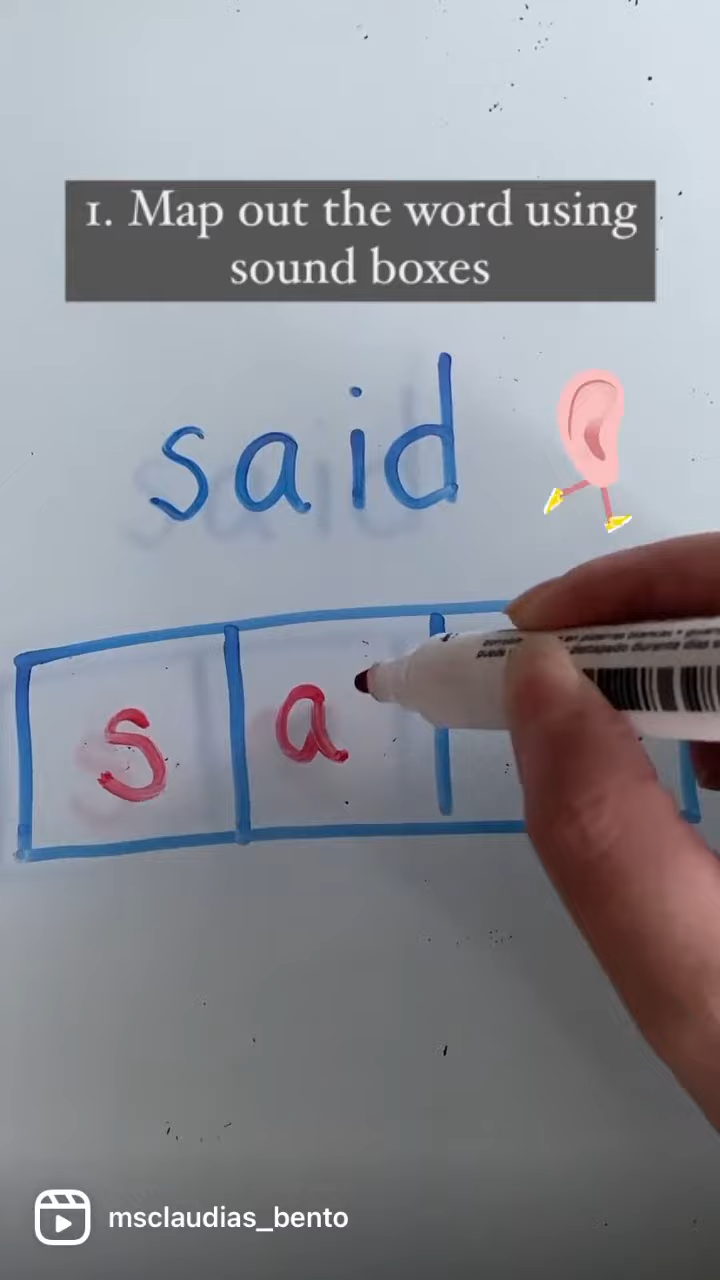 1. Map out the word using
sound boxes
said
s a
msclaudias_bento